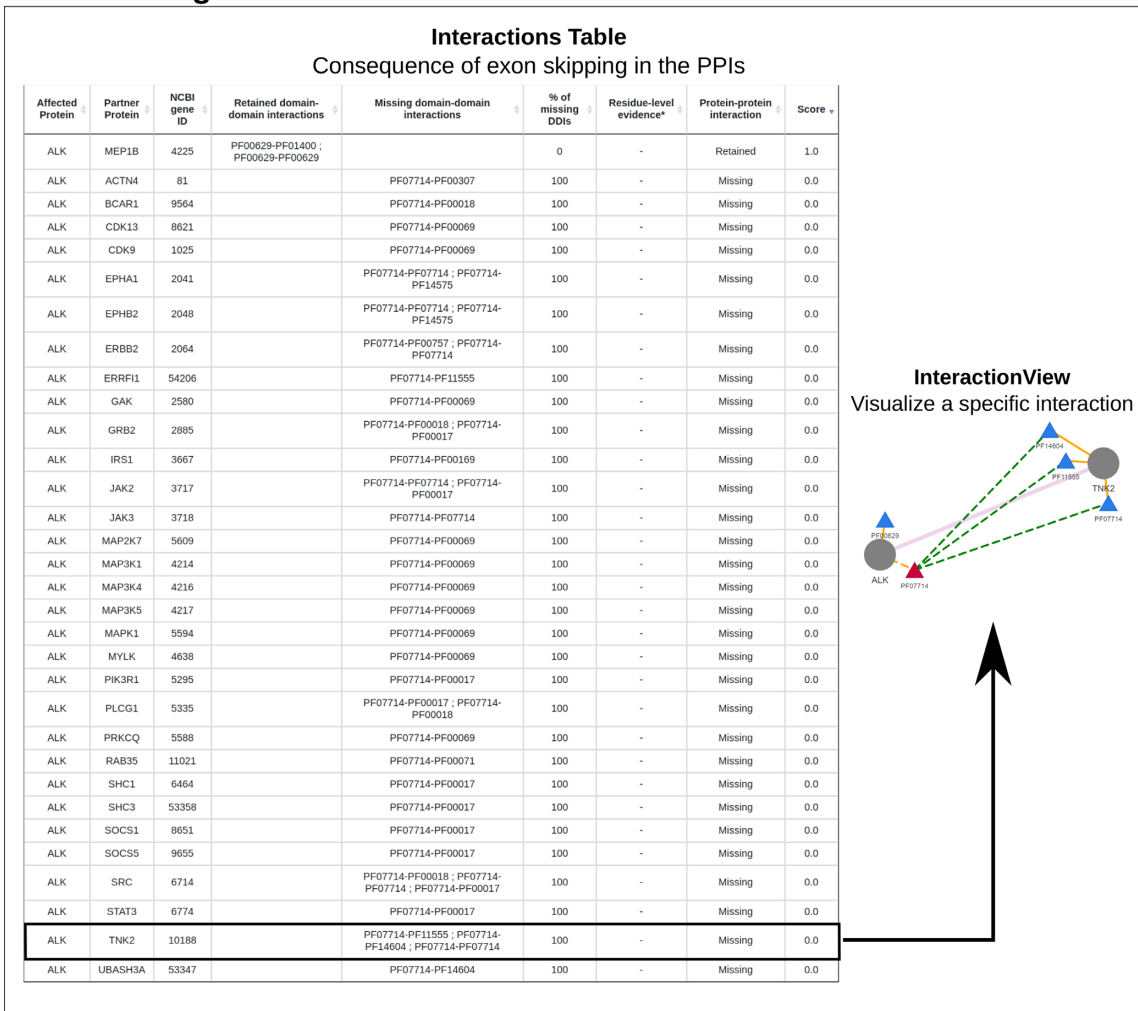 g
Interactions Table
Consequence of exon skipping in the PPIs
Affected Protein Partner Protein NCBI gene ID Retained domain-domain interactions Missing domain-domain interactions % of missing DDIs Residue-level evidence* Protein-protein interaction Score
ALK MEP1B 4225 PF00629-PF01400 ; PF00629-PF00629 0 - Retained 1.0
ALK ACTN4 81 PF07714-PF00307 100 - Missing 0.0
ALK BCAR1 9564 PF07714-PF00018 100 - Missing 0.0
ALK CDK13 8621 PF07714-PF00069 100 - Missing 0.0
ALK CDK9 1025 PF07714-PF00069 100 - Missing 0.0
ALK EPHA1 2041 PF07714-PF07714 ; PF07714-PF14575 100 - Missing 0.0
ALK EPHB2 2048 PF07714-PF07714 ; PF07714-PF14575 100 - Missing 0.0
ALK ERBB2 2064 PF07714-PF00757 ; PF07714-PF07714 100 - Missing 0.0
ALK ERRFI1 54206 PF07714-PF11555 100 - Missing 0.0
ALK GAK 2580 PF07714-PF00069 100 - Missing 0.0
ALK GRB2 2885 PF07714-PF00018 ; PF07714-PF00017 100 - Missing 0.0
ALK IRS1 3667 PF07714-PF00169 100 - Missing 0.0
ALK JAK2 3717 PF07714-PF07714 ; PF07714-PF00017 100 - Missing 0.0
ALK JAK3 3718 PF07714-PF07714 100 - Missing 0.0
ALK MAP2K7 5609 PF07714-PF00069 100 - Missing 0.0
ALK MAP3K1 4214 PF07714-PF00069 100 - Missing 0.0
ALK MAP3K4 4216 PF07714-PF00069 100 - Missing 0.0
ALK MAP3K5 4217 PF07714-PF00069 100 - Missing 0.0
ALK MAPK1 5594 PF07714-PF00069 100 - Missing 0.0
ALK MYLK 4638 PF07714-PF00069 100 - Missing 0.0
ALK PIK3R1 5295 PF07714-PF00017 100 - Missing 0.0
ALK PLCG1 5335 PF07714-PF00017 ; PF07714-PF00018 100 - Missing 0.0
ALK PRKCQ 5588 PF07714-PF00069 100 - Missing 0.0
ALK RAB35 11021 PF07714-PF00071 100 - Missing 0.0
ALK SHC1 6464 PF07714-PF00017 100 - Missing 0.0
ALK SHC3 53358 PF07714-PF00017 100 - Missing 0.0
ALK SOCS1 8651 PF07714-PF00017 100 - Missing 0.0
ALK SOCS5 9655 PF07714-PF00017 100 - Missing 0.0
ALK SRC 6714 PF07714-PF00018 ; PF07714-PF07714 ; PF07714-PF00017 100 - Missing 0.0
ALK STAT3 6774 PF07714-PF00017 100 - Missing 0.0
ALK TNK2 10188 PF07714-PF11555 ; PF07714-PF14604 ; PF07714-PF07714 100 - Missing 0.0
ALK UBASH3A 53347 PF07714-PF14604 100 - Missing 0.0
InteractionView
Visualize a specific interaction
PF14604
PF11555
TNK2
PF07714
PF00629
ALK
PF07714